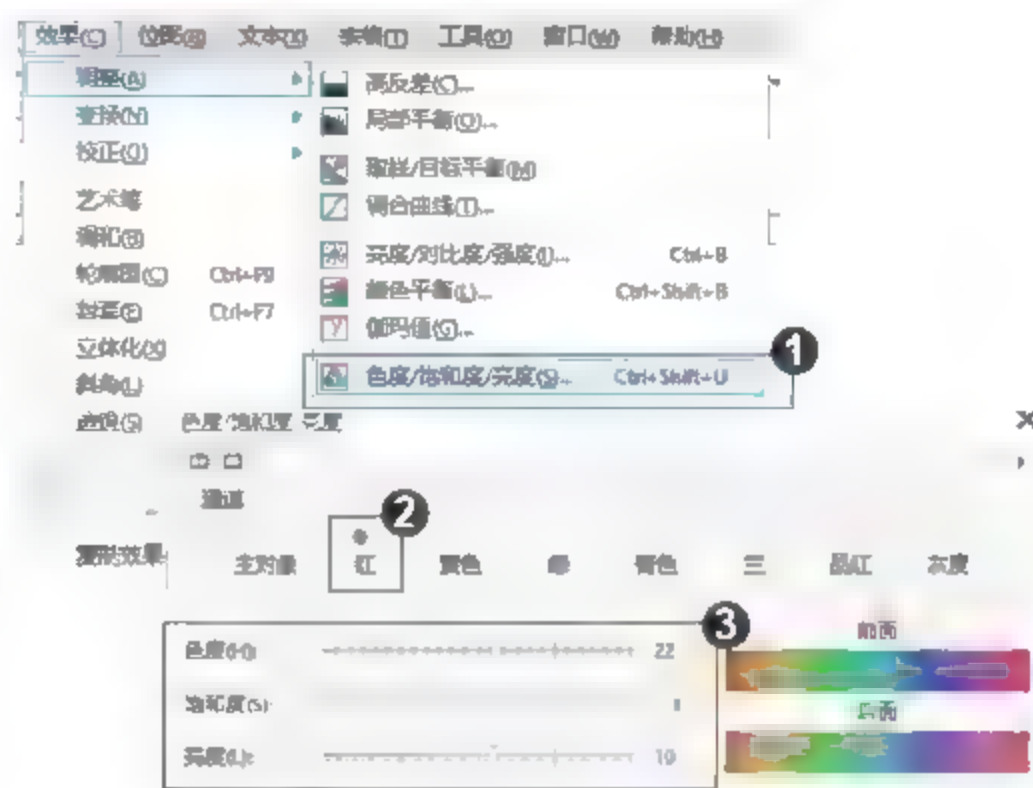 效果(C) 位图(B) 文本(X) 表格(T) 工具(O) 窗口(W) 帮助(H)
调整(A)
变换(N)
校正(O)
艺术笔
调和(B)
轮廓图(C) Ctrl+F9
封套(E) Ctrl+F7
立体化(X)
斜角(L)
透镜(S)
高反差(C)...
局部平衡(O)...
取样/目标平衡(M)
调合曲线(T)...
亮度/对比度/强度(I)... Ctrl+B
颜色平衡(L)... Ctrl+Shift+B
伽玛值(G)...
色度/饱和度/亮度(S)... Ctrl+Shift+U
1
色度/饱和度/亮度
通道
2
主对象 红 黄色 绿 青色 品红 灰度
3
色度(H): 22
饱和度(S):
亮度(L): 10
前面
后面